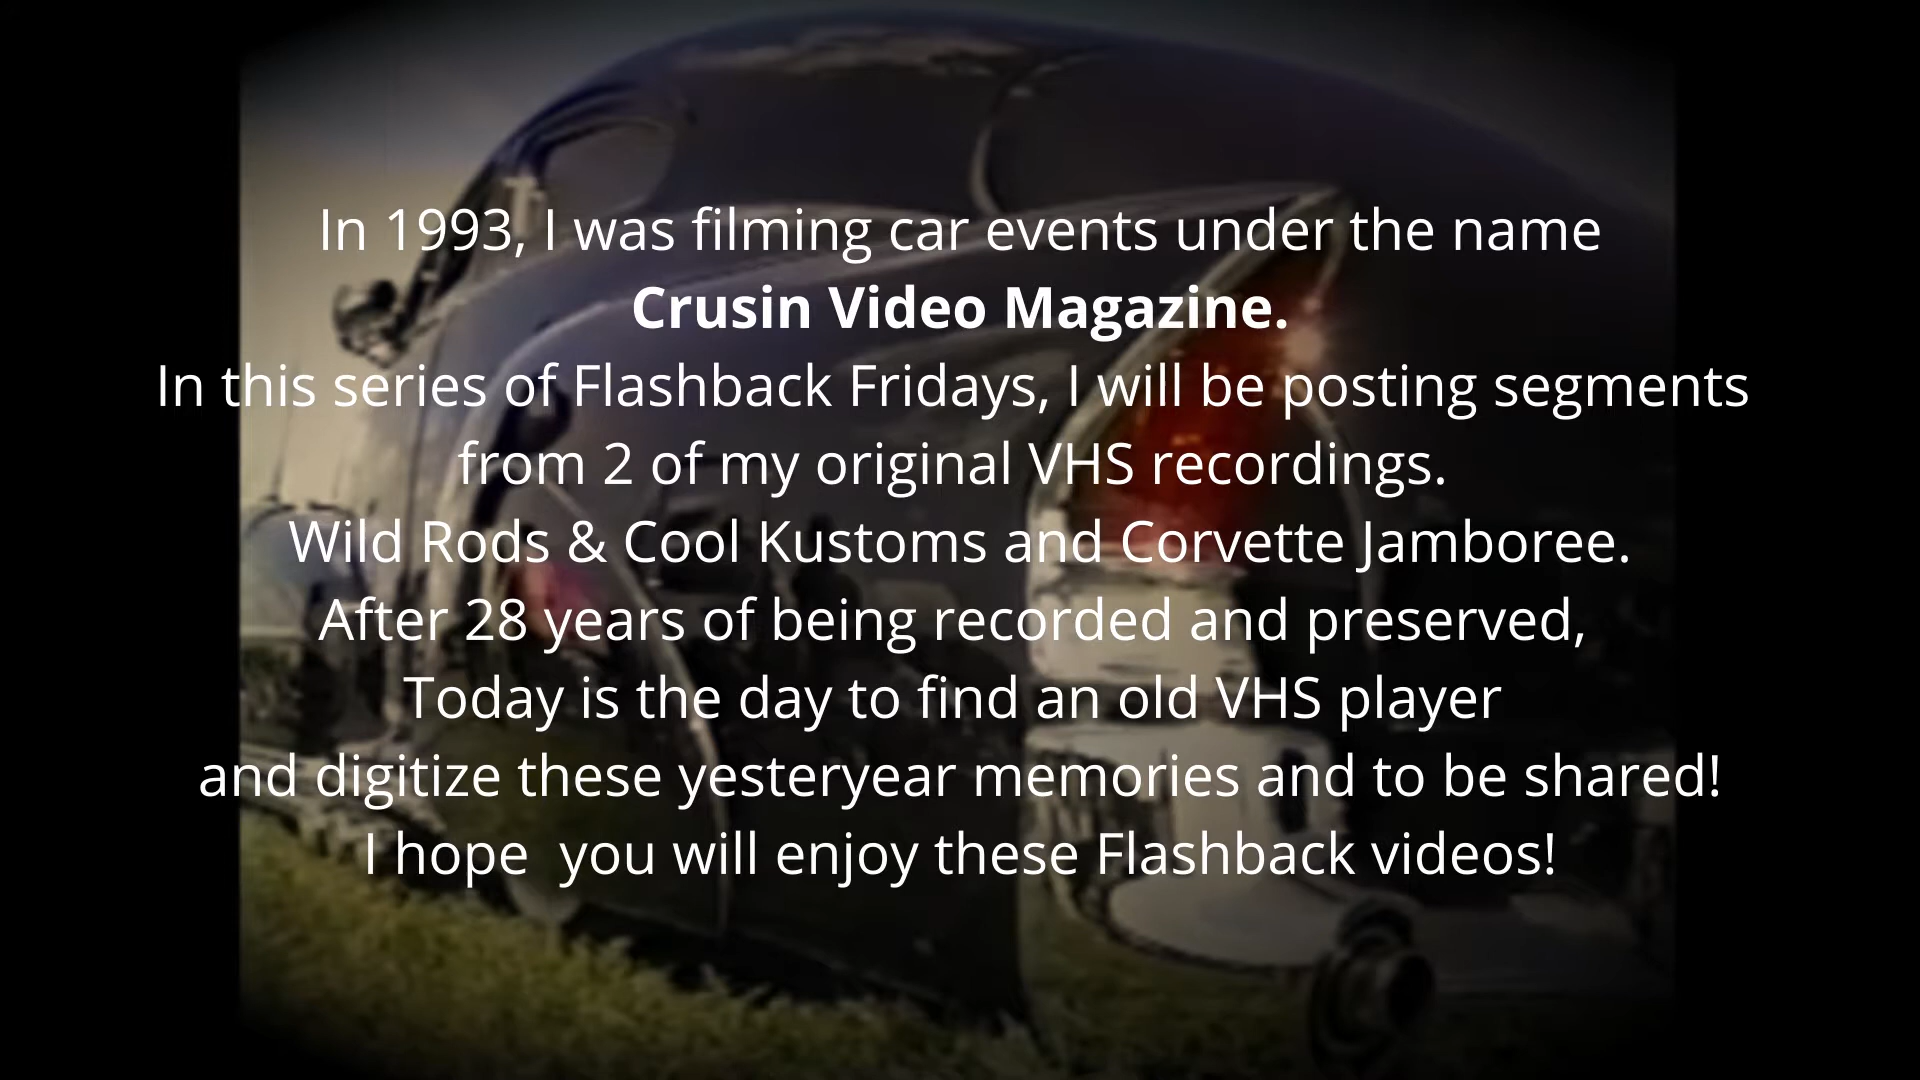 In 1993, I was filming car events under the name
Crusin Video Magazine.
In this series of Flashback Fridays, I will be posting segments
from 2 of my original VHS recordings.
Wild Rods & Cool Kustoms and Corvette Jamboree.
After 28 years of being recorded and preserved,
Today is the day to find an old VHS player
and digitize these yesteryear memories and to be shared!
I hope  you will enjoy these Flashback videos!